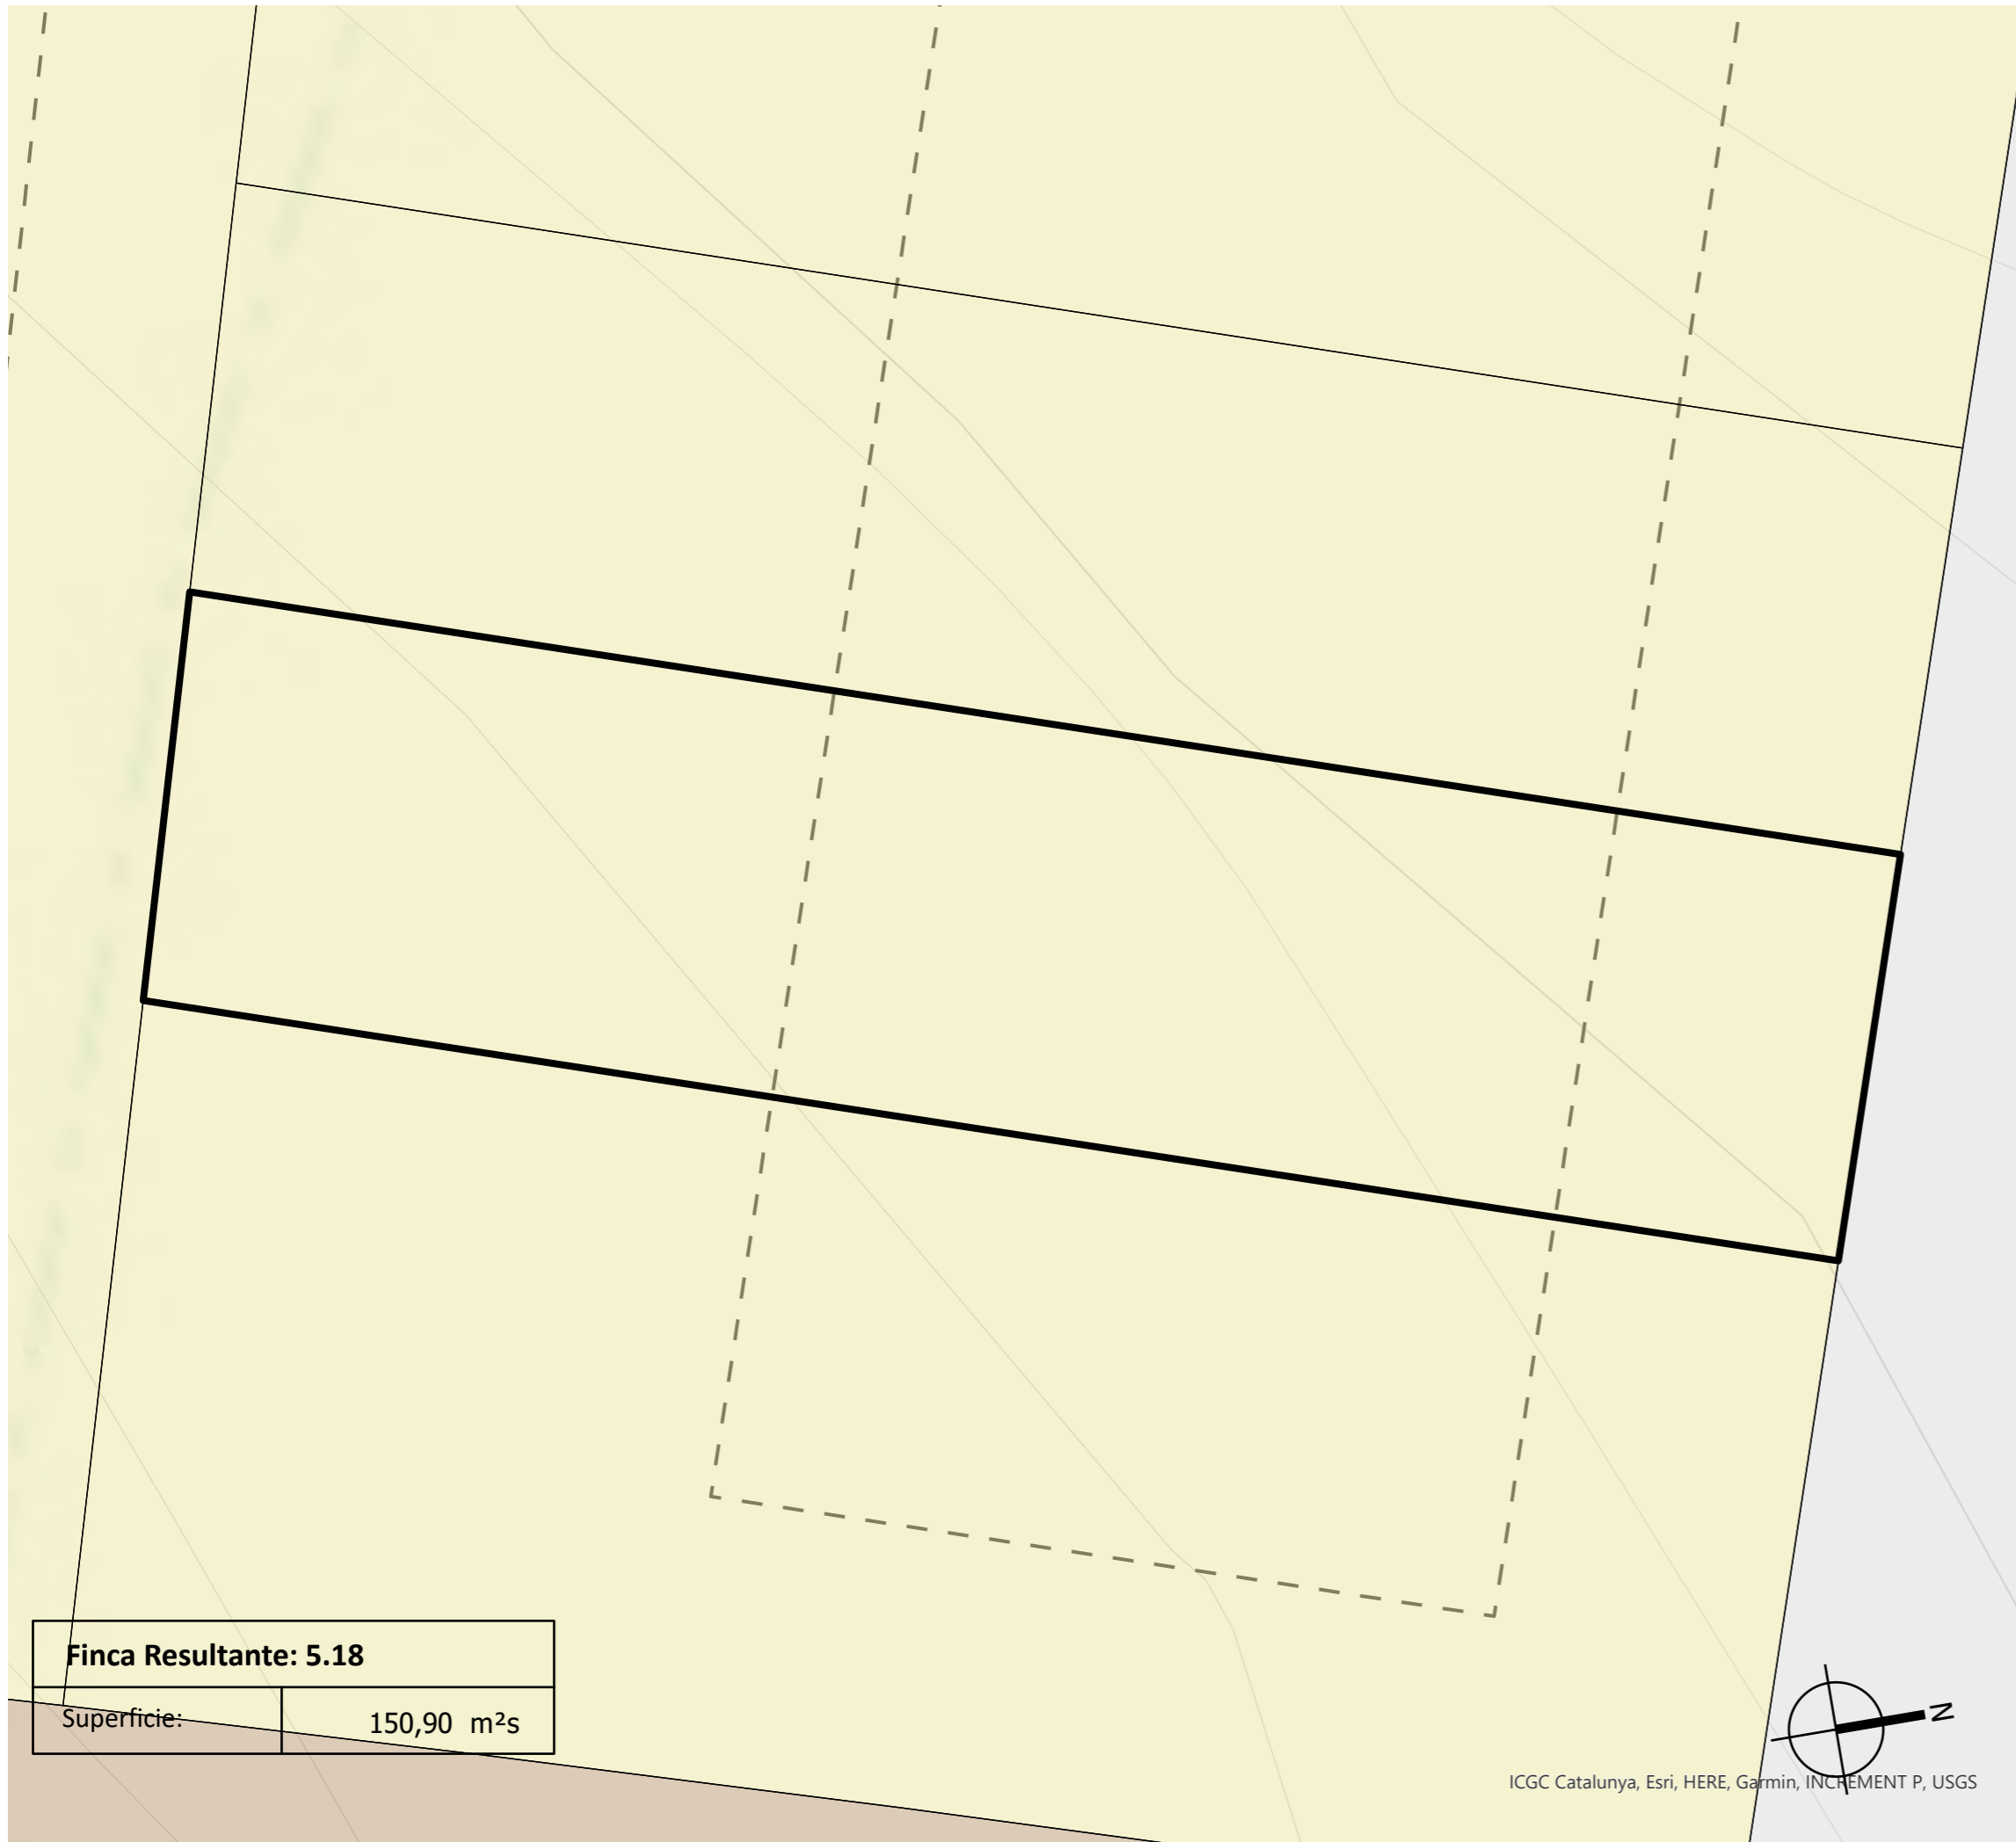 Finca Resultante: 5.18
Superficie: 150,90 m²s
N
ICGC Catalunya, Esri, HERE, Garmin, INCREMENT P, USGS